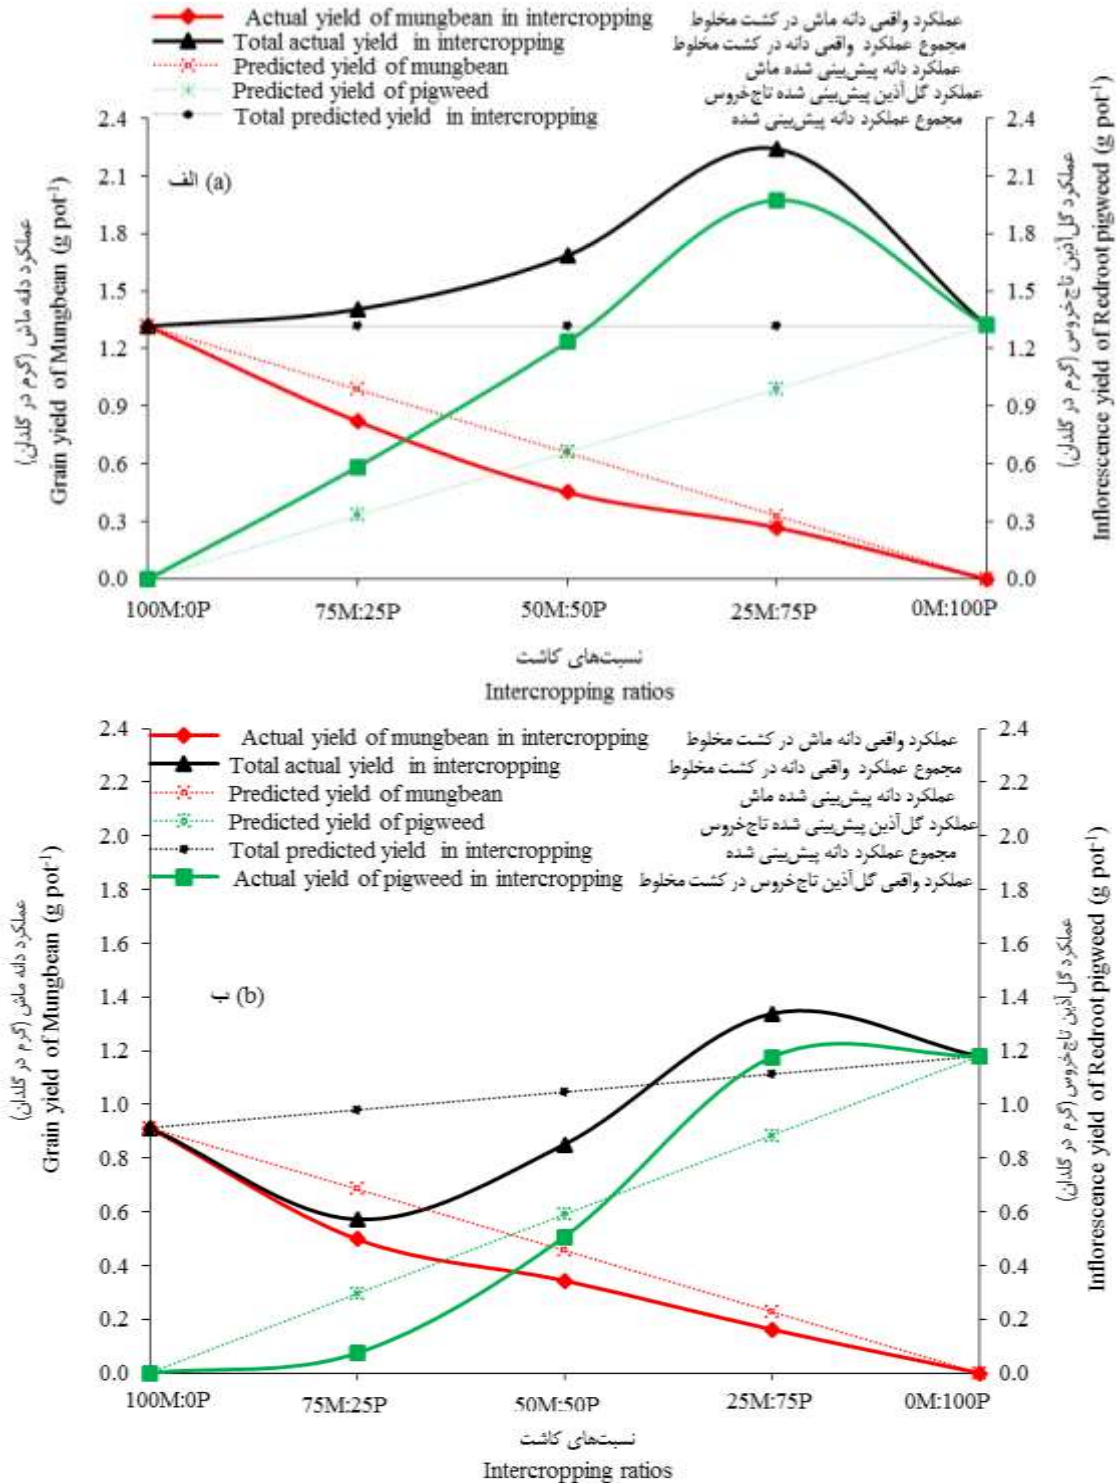 Actual yield of mungbean in intercropping عملکرد واقعی دانه ماش در کشت مخلوط
Total actual yield in intercropping مجموع عملکرد واقعی دانه در کشت مخلوط
Predicted yield of mungbean عملکرد دانه پیش‌بینی شده ماش
Predicted yield of pigweed عملکرد گل‌آذین پیش‌بینی شده تاج‌خروس
Total predicted yield in intercropping مجموع عملکرد دانه پیش‌بینی شده
2.4 2.4
2.1 2.1
1.8 1.8
1.5 1.5
1.2 1.2
0.9 0.9
0.6 0.6
0.3 0.3
0.0 0.0
الف (a)
عملکرد دانه ماش (گرم در گلدان)
Grain yield of Mungbean (g pot-1)
عملکرد گل‌آذین تاج‌خروس (گرم در گلدان)
Inflorescence yield of Redroot pigweed (g pot-1)
100M:0P 75M:25P 50M:50P 25M:75P 0M:100P
نسبت‌های کاشت
Intercropping ratios
Actual yield of mungbean in intercropping عملکرد واقعی دانه ماش در کشت مخلوط
Total actual yield in intercropping مجموع عملکرد واقعی دانه در کشت مخلوط
Predicted yield of mungbean عملکرد دانه پیش‌بینی شده ماش
Predicted yield of pigweed عملکرد گل‌آذین پیش‌بینی شده تاج‌خروس
Total predicted yield in intercropping مجموع عملکرد دانه پیش‌بینی شده
Actual yield of pigweed in intercropping عملکرد واقعی گل‌آذین تاج‌خروس در کشت مخلوط
2.4 2.4
2.2 2.2
2.0 2.0
1.8 1.8
1.6 1.6
1.4 1.4
1.2 1.2
1.0 1.0
0.8 0.8
0.6 0.6
0.4 0.4
0.2 0.2
0.0 0.0
ب (b)
عملکرد دانه ماش (گرم در گلدان)
Grain yield of Mungbean (g pot-1)
عملکرد گل‌آذین تاج‌خروس (گرم در گلدان)
Inflorescence yield of Redroot pigweed (g pot-1)
100M:0P 75M:25P 50M:50P 25M:75P 0M:100P
نسبت‌های کاشت
Intercropping ratios